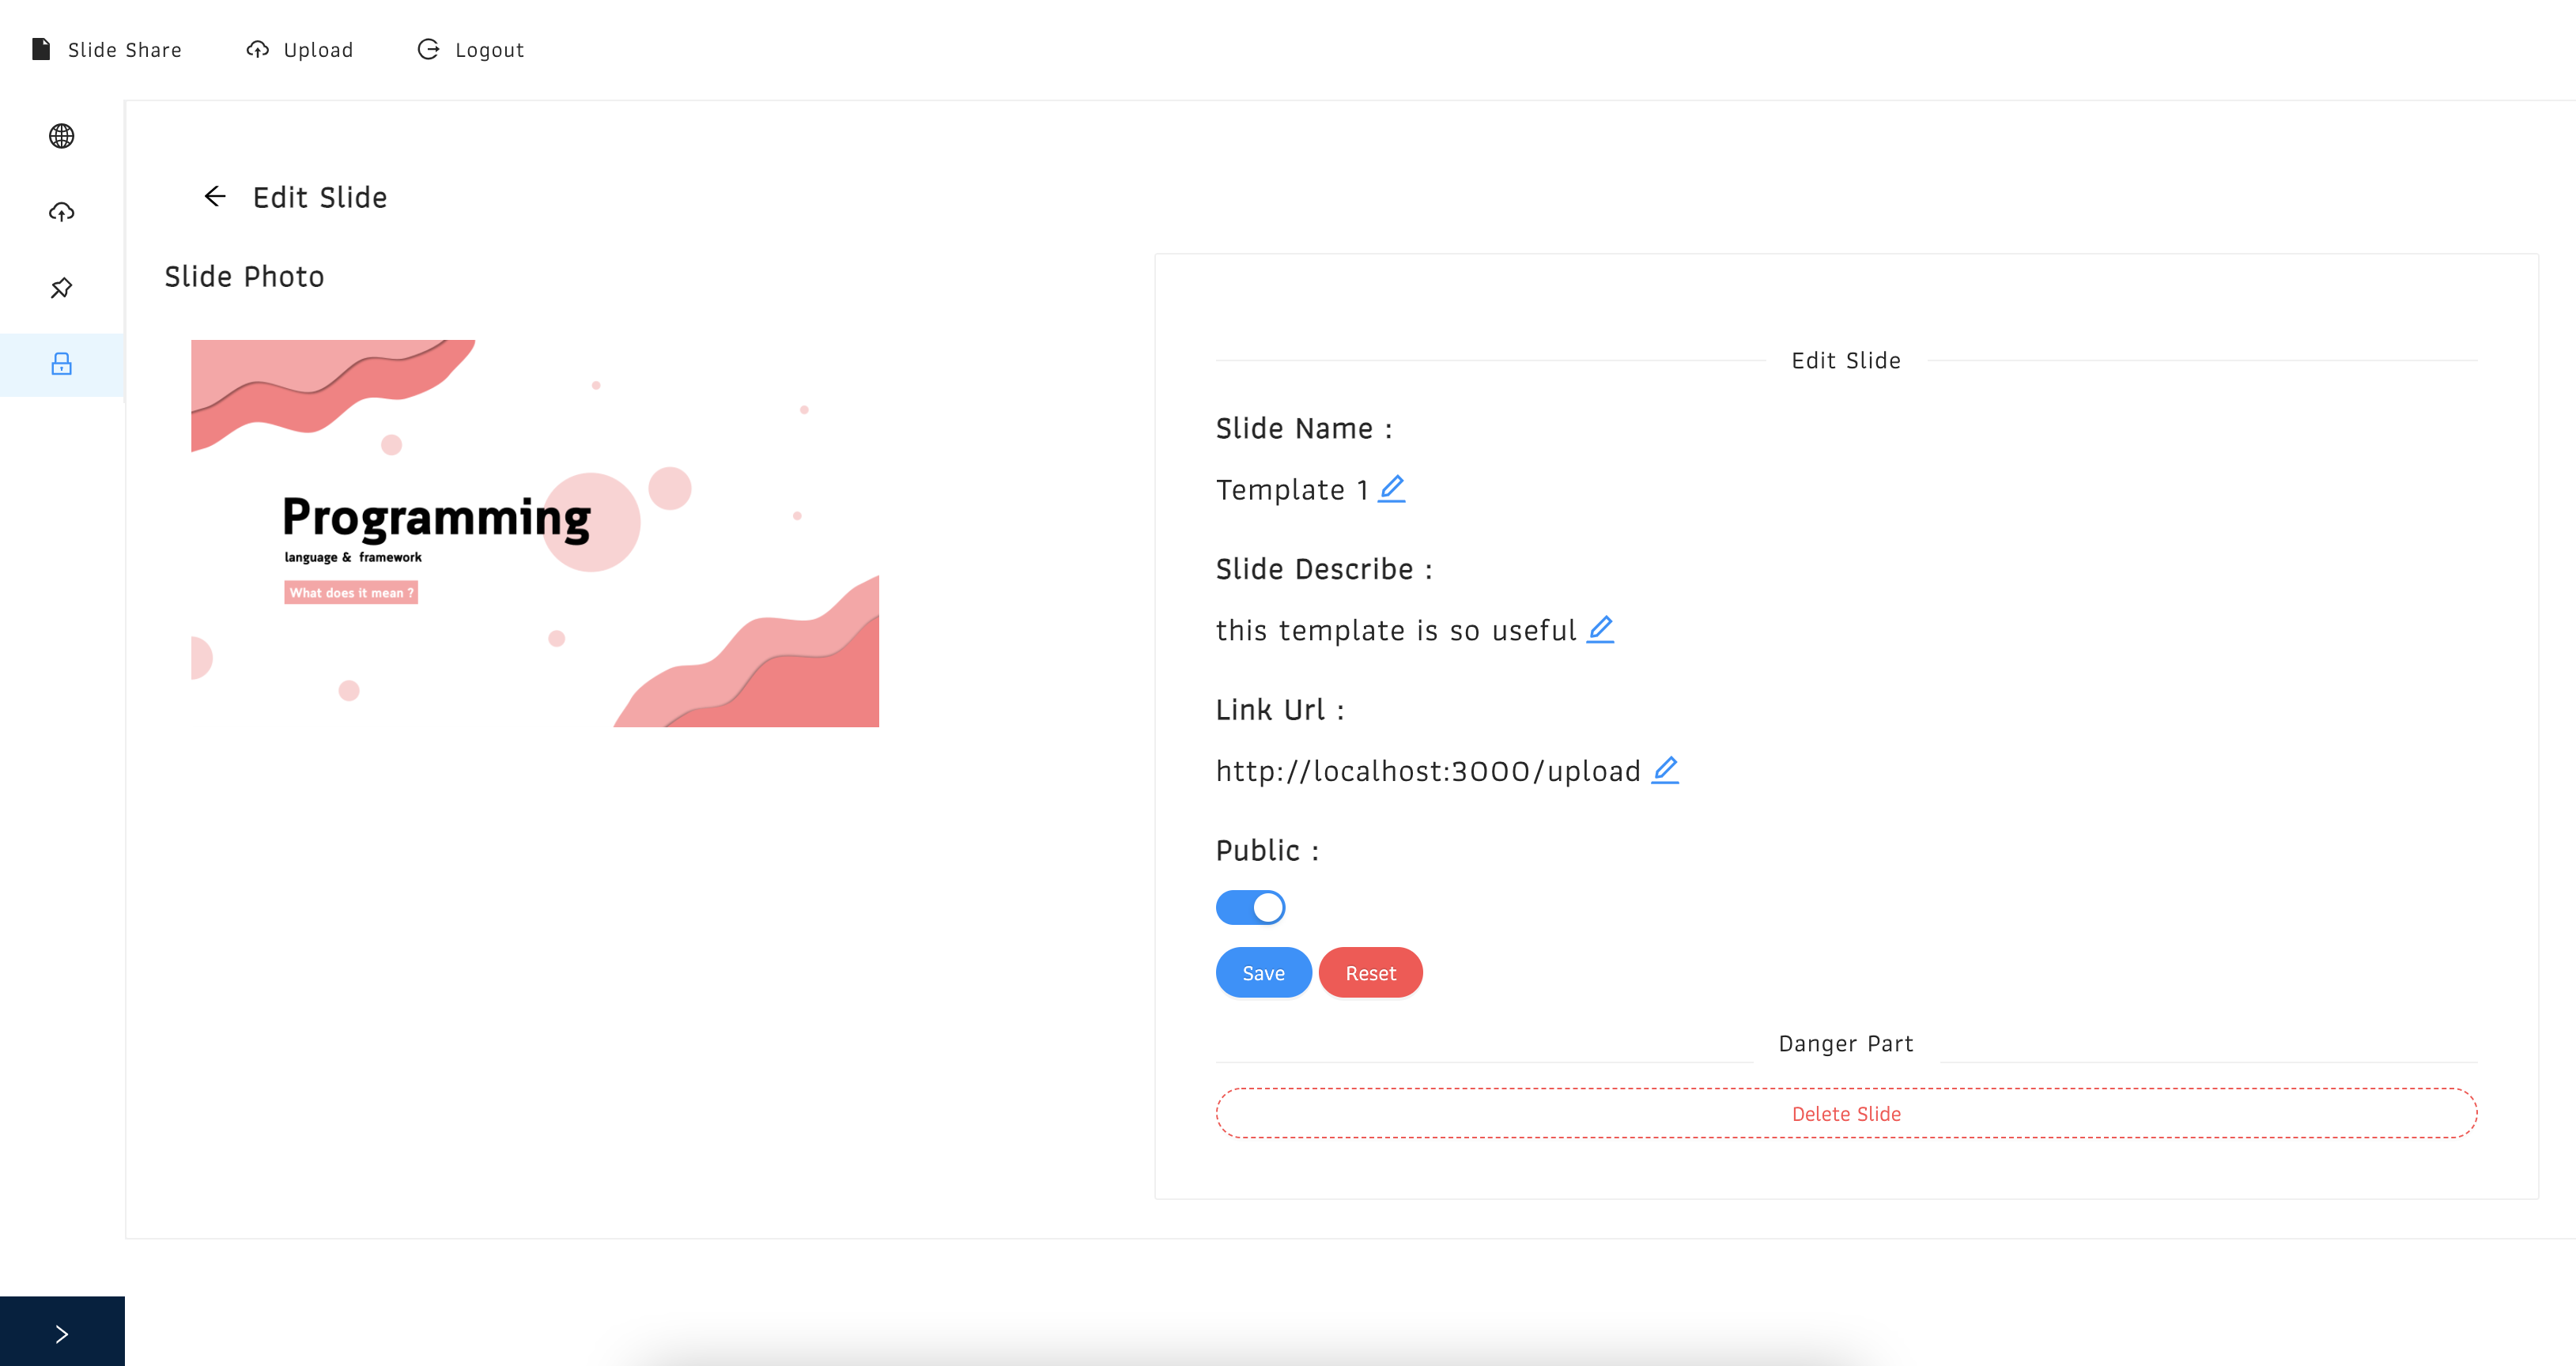 Slide Share
Upload
Logout
Edit Slide
Slide Photo
Programming
language & framework
What does it mean ?
Edit Slide
Slide Name :
Template 1
Slide Describe :
this template is so useful
Link Url :
http://localhost:3000/upload
Public :
Save
Reset
Danger Part
Delete Slide